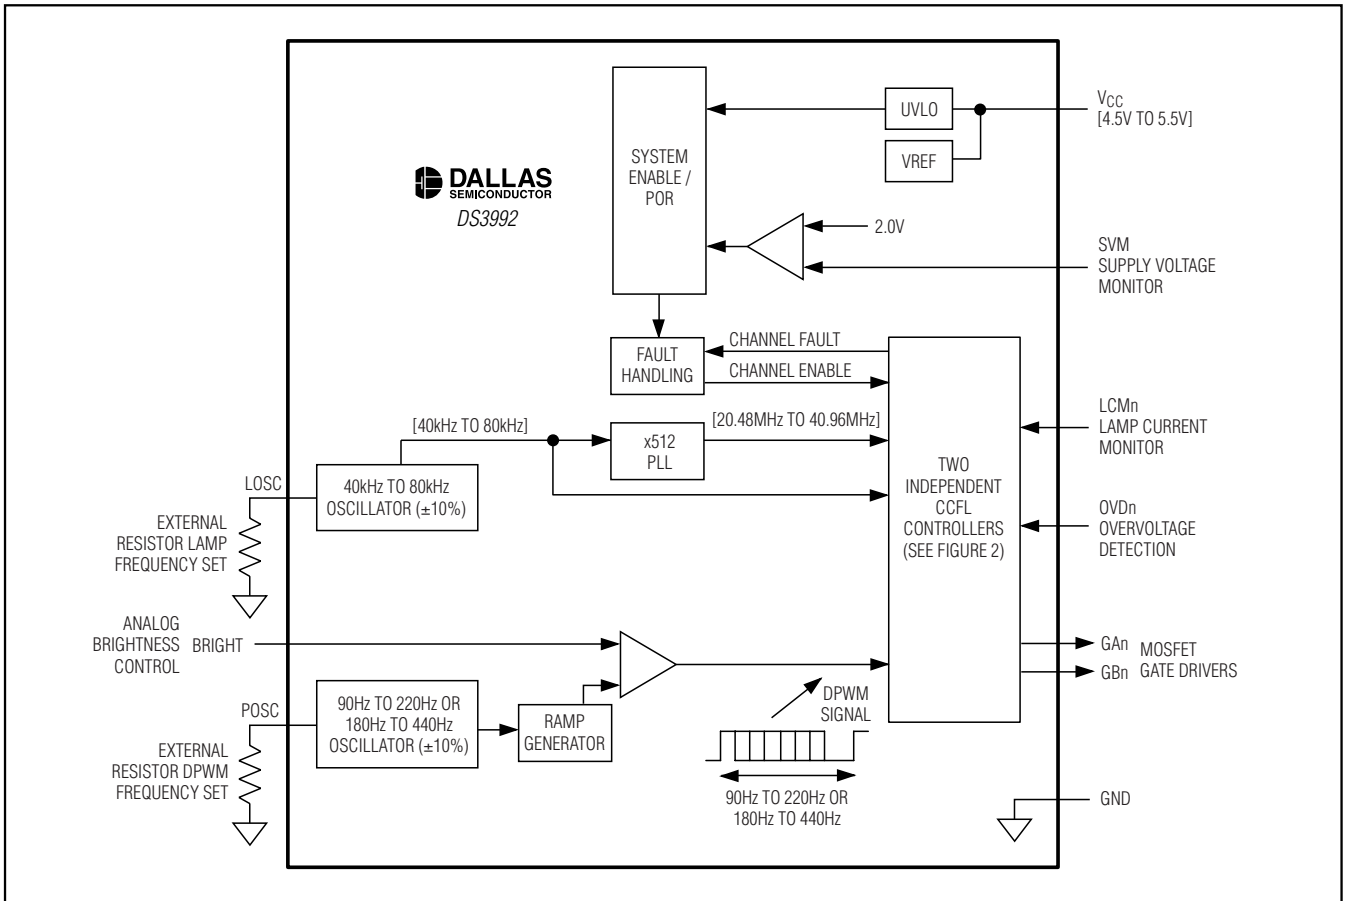 UVLO
VREF
VCC
[4.5V TO 5.5V]
SYSTEM
ENABLE /
POR
DALLAS
SEMICONDUCTOR
DS3992
2.0V
SVM
SUPPLY VOLTAGE
MONITOR
FAULT
HANDLING
CHANNEL FAULT
CHANNEL ENABLE
[40kHz TO 80kHz]
x512
PLL
[20.48MHz TO 40.96MHz]
TWO
INDEPENDENT
CCFL
CONTROLLERS
(SEE FIGURE 2)
LCMn
LAMP CURRENT
MONITOR
OVDn
OVERVOLTAGE
DETECTION
LOSC
40kHz TO 80kHz
OSCILLATOR (±10%)
EXTERNAL
RESISTOR LAMP
FREQUENCY SET
ANALOG
BRIGHTNESS
CONTROL
BRIGHT
GAn
GBn
MOSFET
GATE DRIVERS
POSC
90Hz TO 220Hz OR
180Hz TO 440Hz
OSCILLATOR (±10%)
RAMP
GENERATOR
DPWM
SIGNAL
EXTERNAL
RESISTOR DPWM
FREQUENCY SET
90Hz TO 220Hz OR
180Hz TO 440Hz
GND